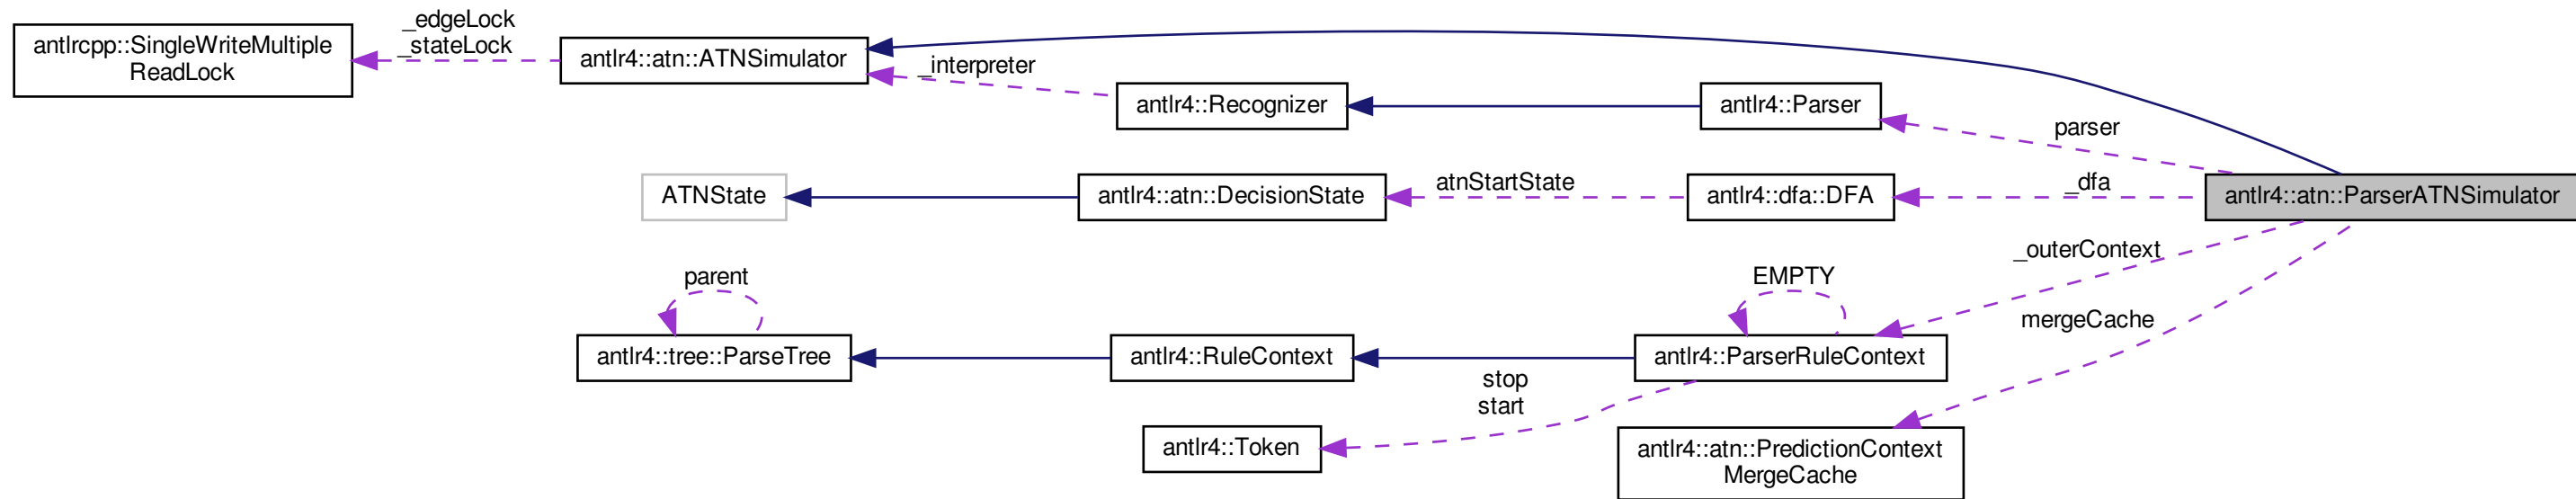 _edgeLock
_stateLock
antlrcpp::SingleWriteMultiple
ReadLock
antlr4::atn::ATNSimulator
_interpreter
antlr4::Recognizer
antlr4::Parser
parser
ATNState
antlr4::atn::DecisionState
atnStartState
antlr4::dfa::DFA
_dfa
antlr4::atn::ParserATNSimulator
_outerContext
parent
EMPTY
mergeCache
antlr4::tree::ParseTree
antlr4::RuleContext
antlr4::ParserRuleContext
stop
start
antlr4::Token
antlr4::atn::PredictionContext
MergeCache